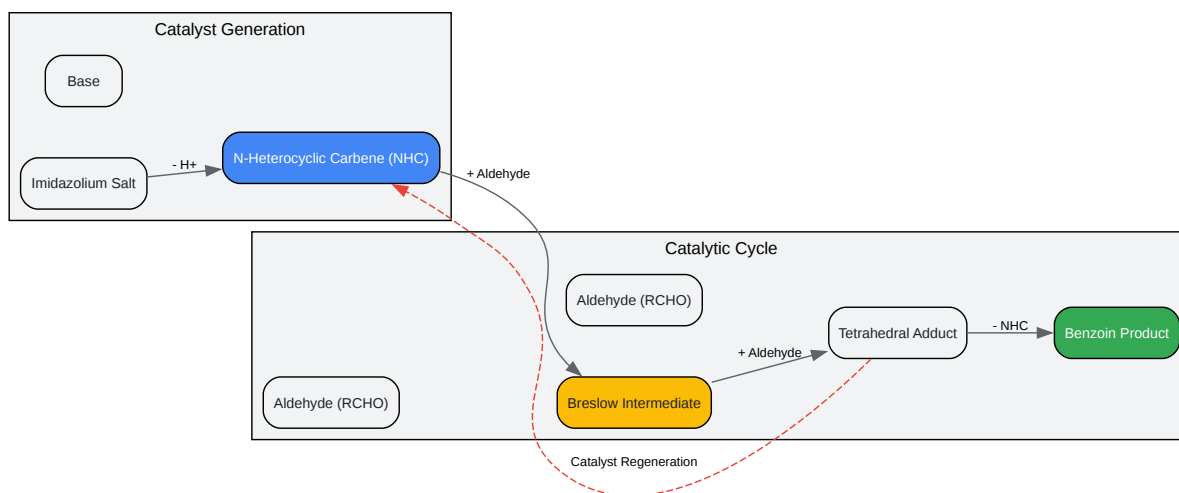 Catalyst Generation
Base
Imidazolium Salt
- H+
N-Heterocyclic Carbene (NHC)
+ Aldehyde
Catalytic Cycle
Aldehyde (RCHO)
Aldehyde (RCHO)
Breslow Intermediate
+ Aldehyde
Tetrahedral Adduct
- NHC
Benzoin Product
Catalyst Regeneration